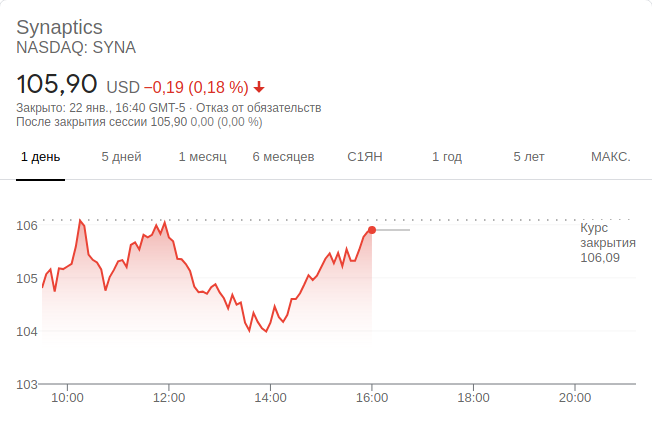 Synaptics
NASDAQ: SYNA
105,90 USD −0,19 (0,18 %)
Закрыто: 22 янв., 16:40 GMT-5 · Отказ от обязательств
После закрытия сессии 105,90 0,00 (0,00 %)
1 день 5 дней 1 месяц 6 месяцев С1ЯН 1 год 5 лет МАКС.
106
Курс
закрытия
106,09
105
104
103
10:00 12:00 14:00 16:00 18:00 20:00